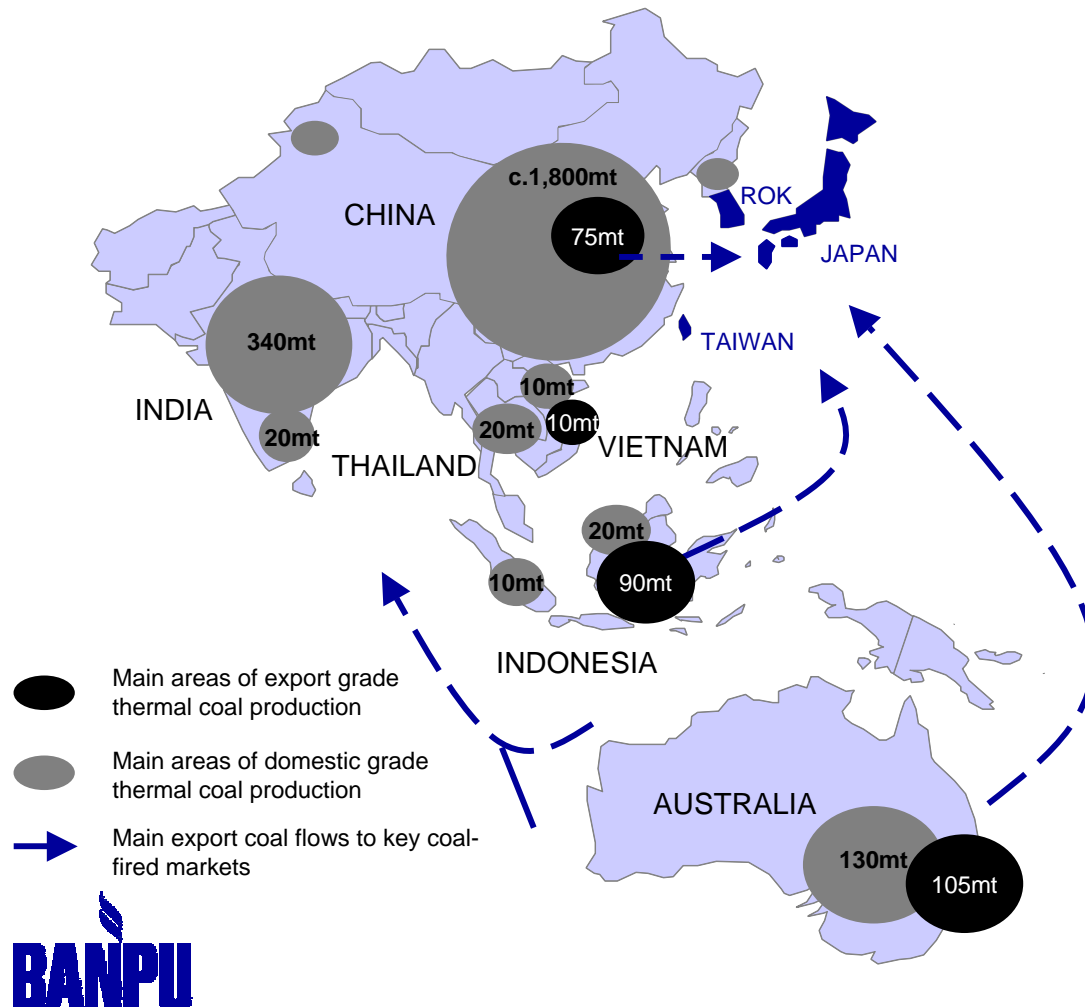 c.1,800mt
ROK
CHINA
75mt
JAPAN
TAIWAN
340mt
10mt
INDIA
20mt
20mt
10mt
VIETNAM
THAILAND
20mt
10mt
90mt
INDONESIA
Main areas of export grade
thermal coal production
Main areas of domestic grade
thermal coal production
AUSTRALIA
Main export coal flows to key coal-
fired markets
130mt
105mt
BANPU